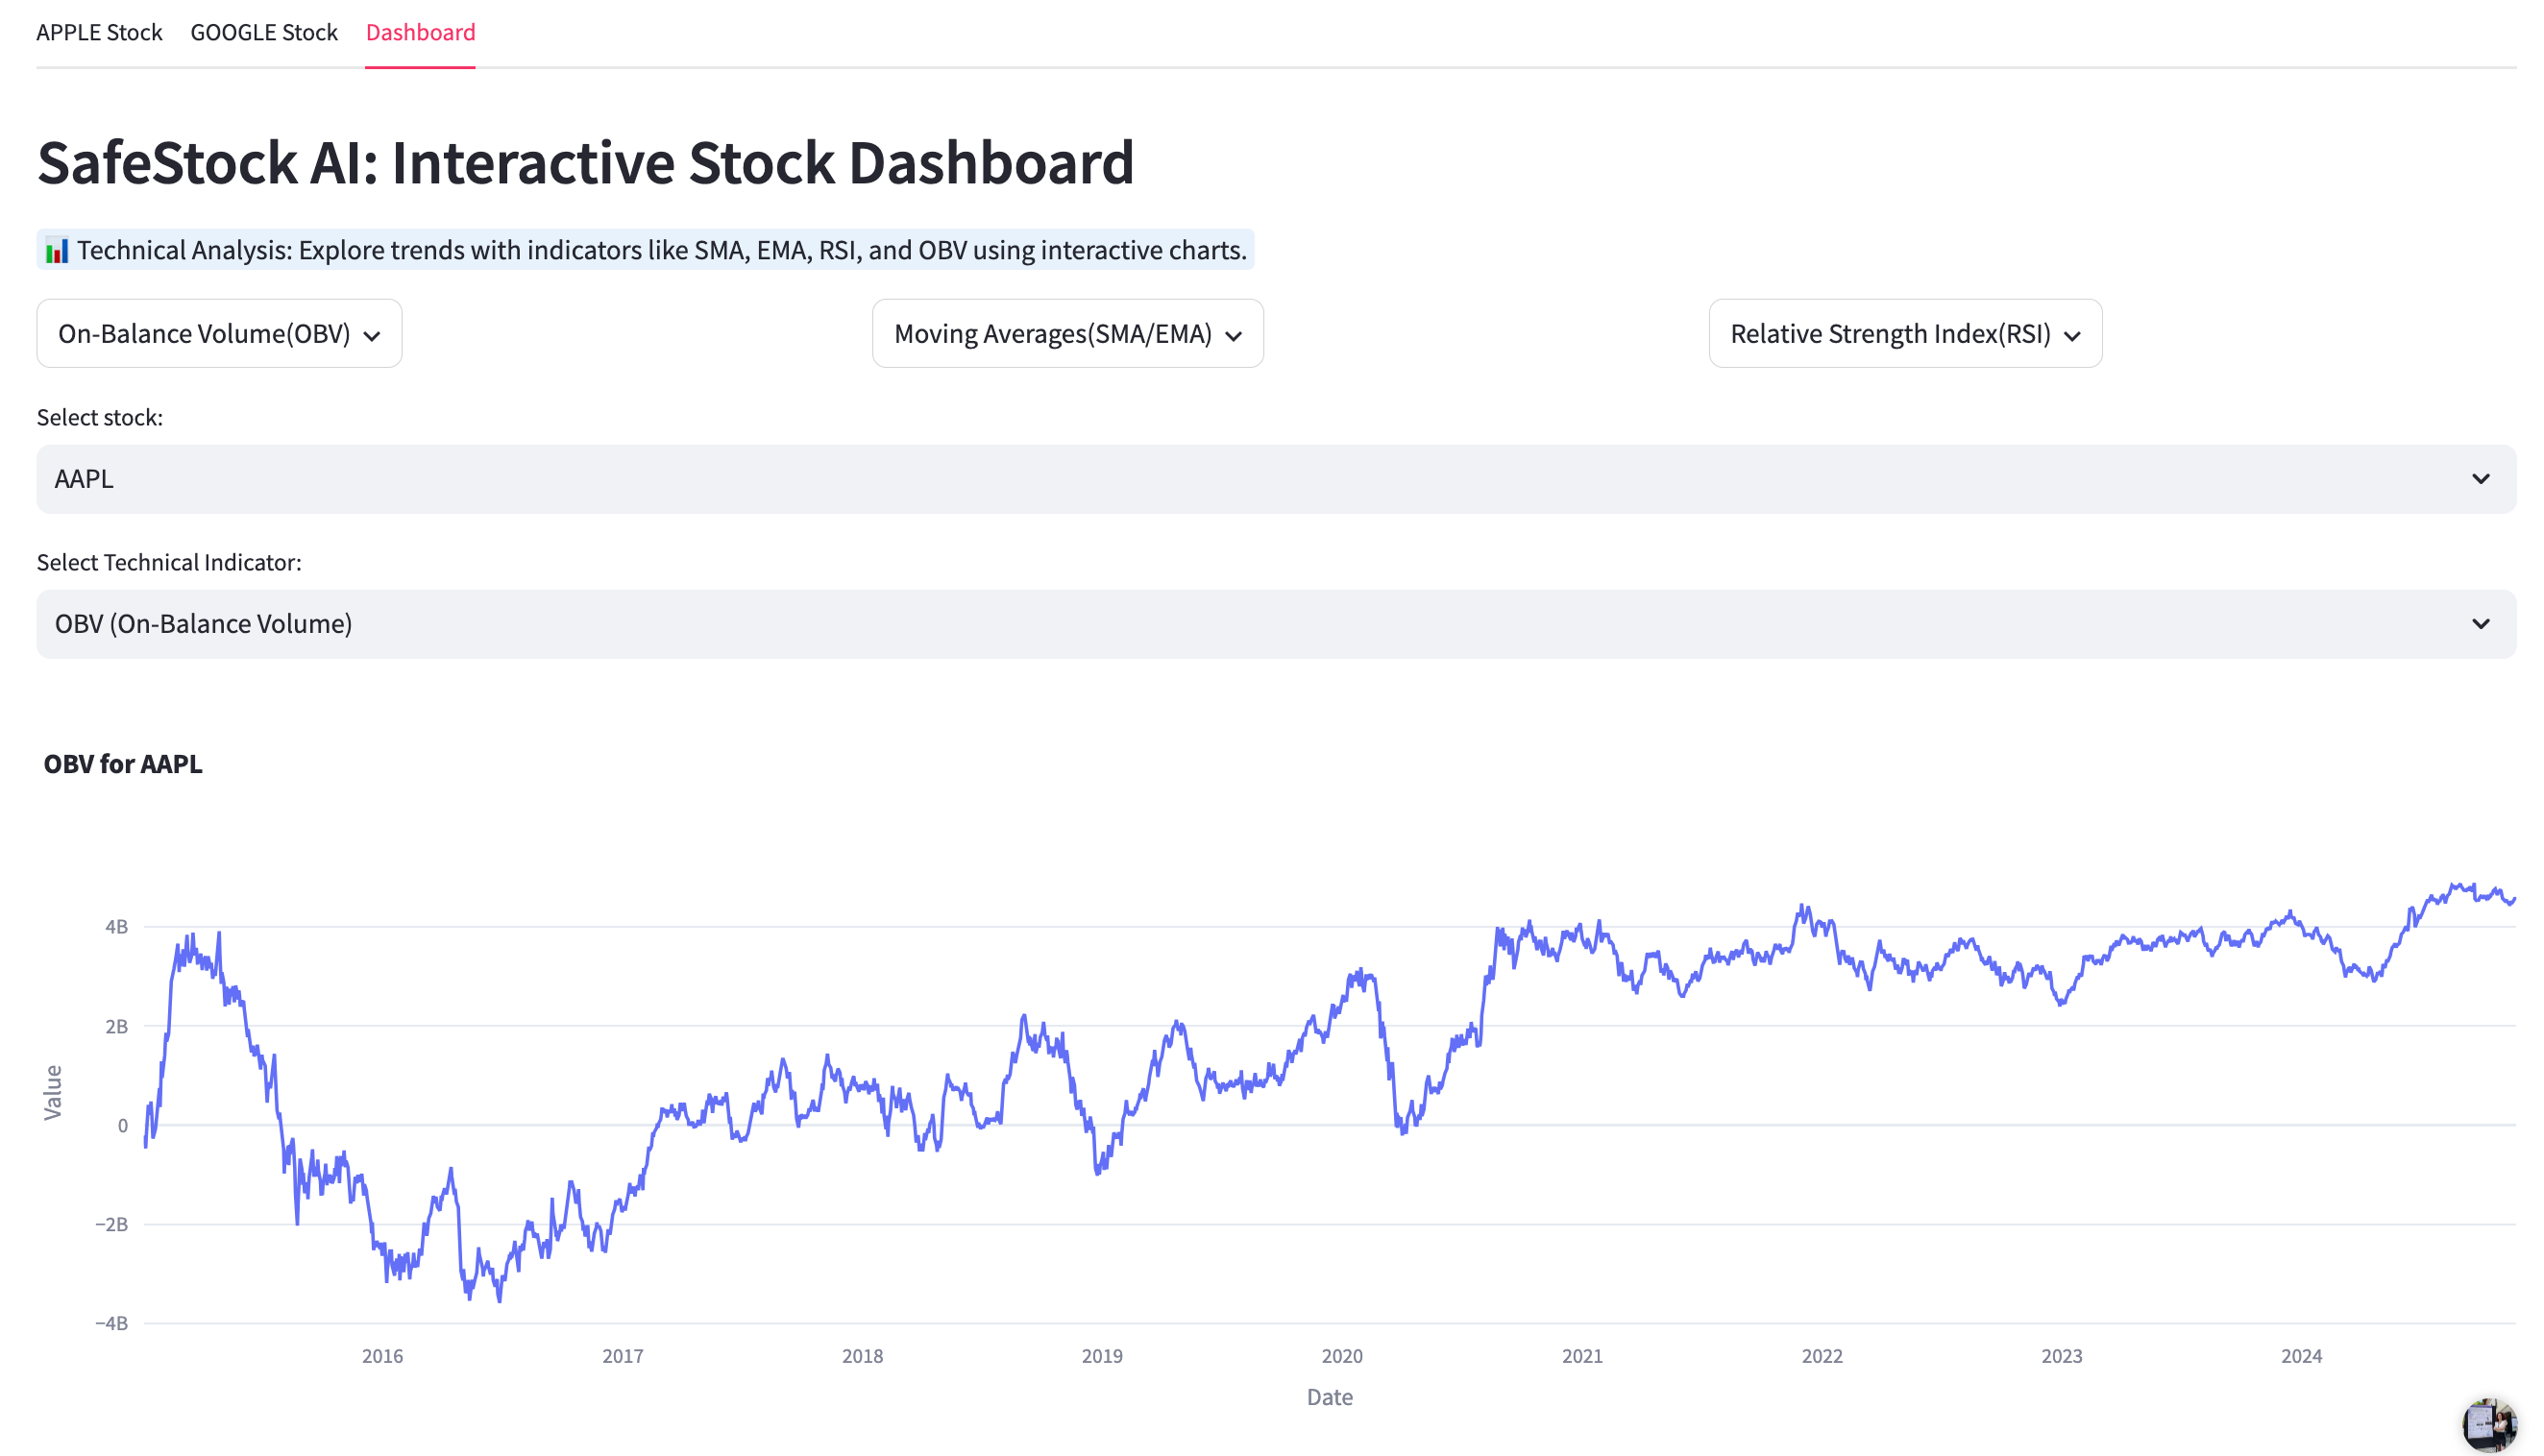 APPLE Stock GOOGLE Stock Dashboard
SafeStock AI: Interactive Stock Dashboard
📊 Technical Analysis: Explore trends with indicators like SMA, EMA, RSI, and OBV using interactive charts.
On-Balance Volume(OBV) Moving Averages(SMA/EMA) Relative Strength Index(RSI)
Select stock:
AAPL
Select Technical Indicator:
OBV (On-Balance Volume)
OBV for AAPL
4B
2B
0
−2B
−4B
Value
2016 2017 2018 2019 2020 2021 2022 2023 2024
Date